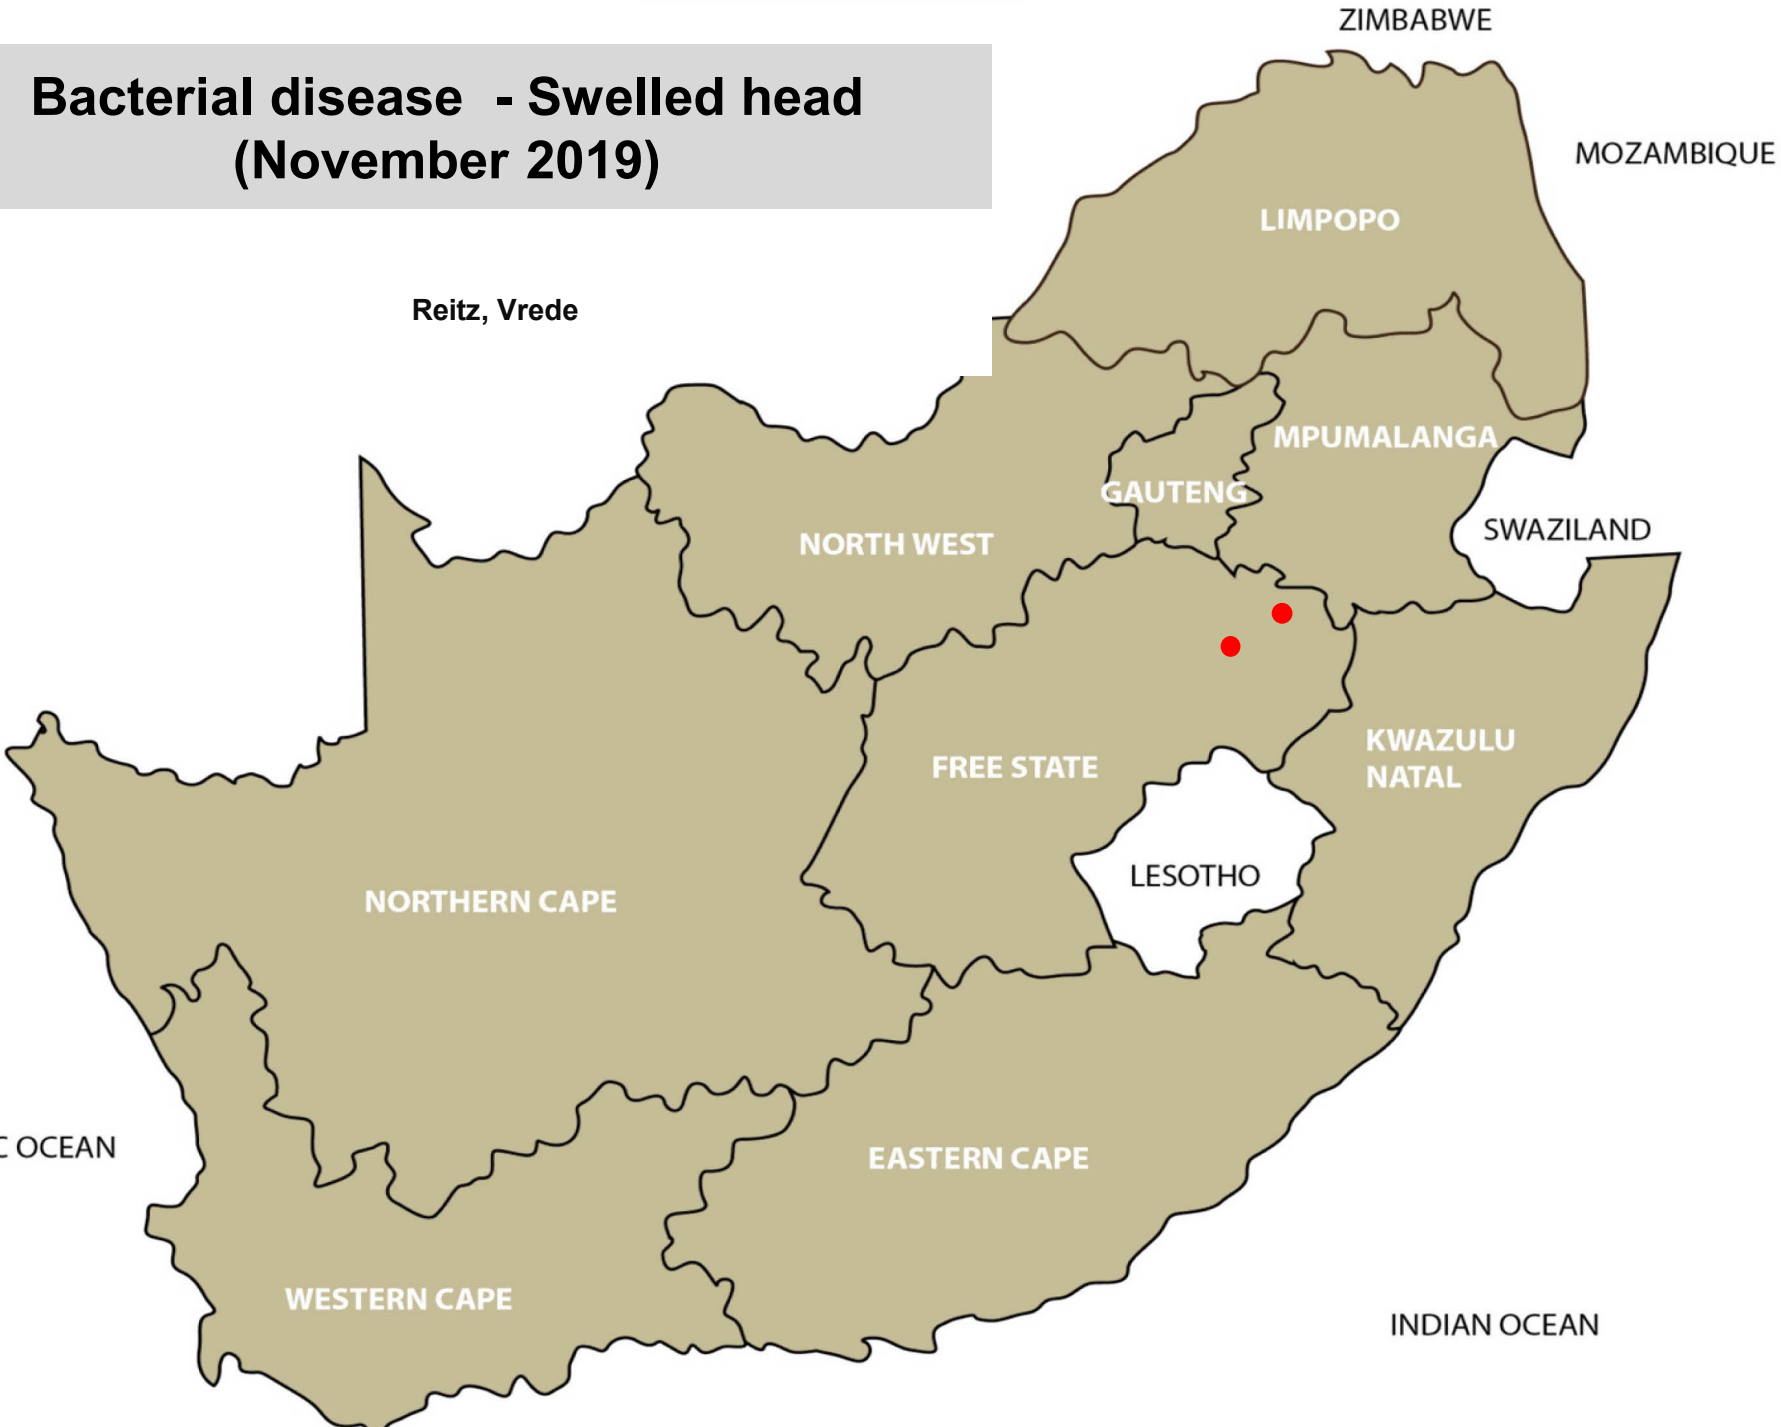 ZIMBABWE
Bacterial disease - Swelled head
(November 2019)
MOZAMBIQUE
LIMPOPO
Reitz, Vrede
MPUMALANGA
GAUTENG
SWAZILAND
NORTH WEST
KWAZULU
NATAL
FREE STATE
LESOTHO
NORTHERN CAPE
C OCEAN
EASTERN CAPE
WESTERN CAPE
INDIAN OCEAN